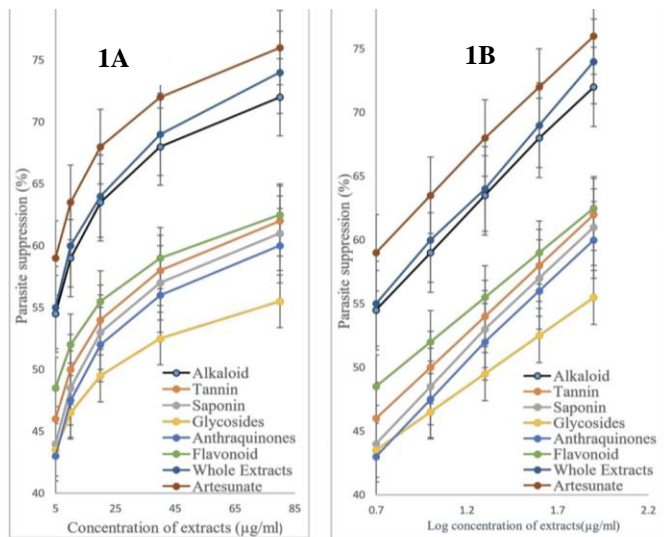 1A
Parasite suppression (%)
75
70
65
60
55
50
45
40
Alkaloid
Tannin
Saponin
Glycosides
Anthraquinones
Flavonoid
Whole Extracts
Artesunate
5
25
45
65
85
Concentration of extracts (µg/ml)
1B
Parasite suppression (%)
75
70
65
60
55
50
45
40
Alkaloid
Tannin
Saponin
Glycosides
Anthraquinones
Flavonoid
Whole Extracts
Artesunate
0.7
1.2
1.7
2.2
Log concentration of extracts(µg/ml)